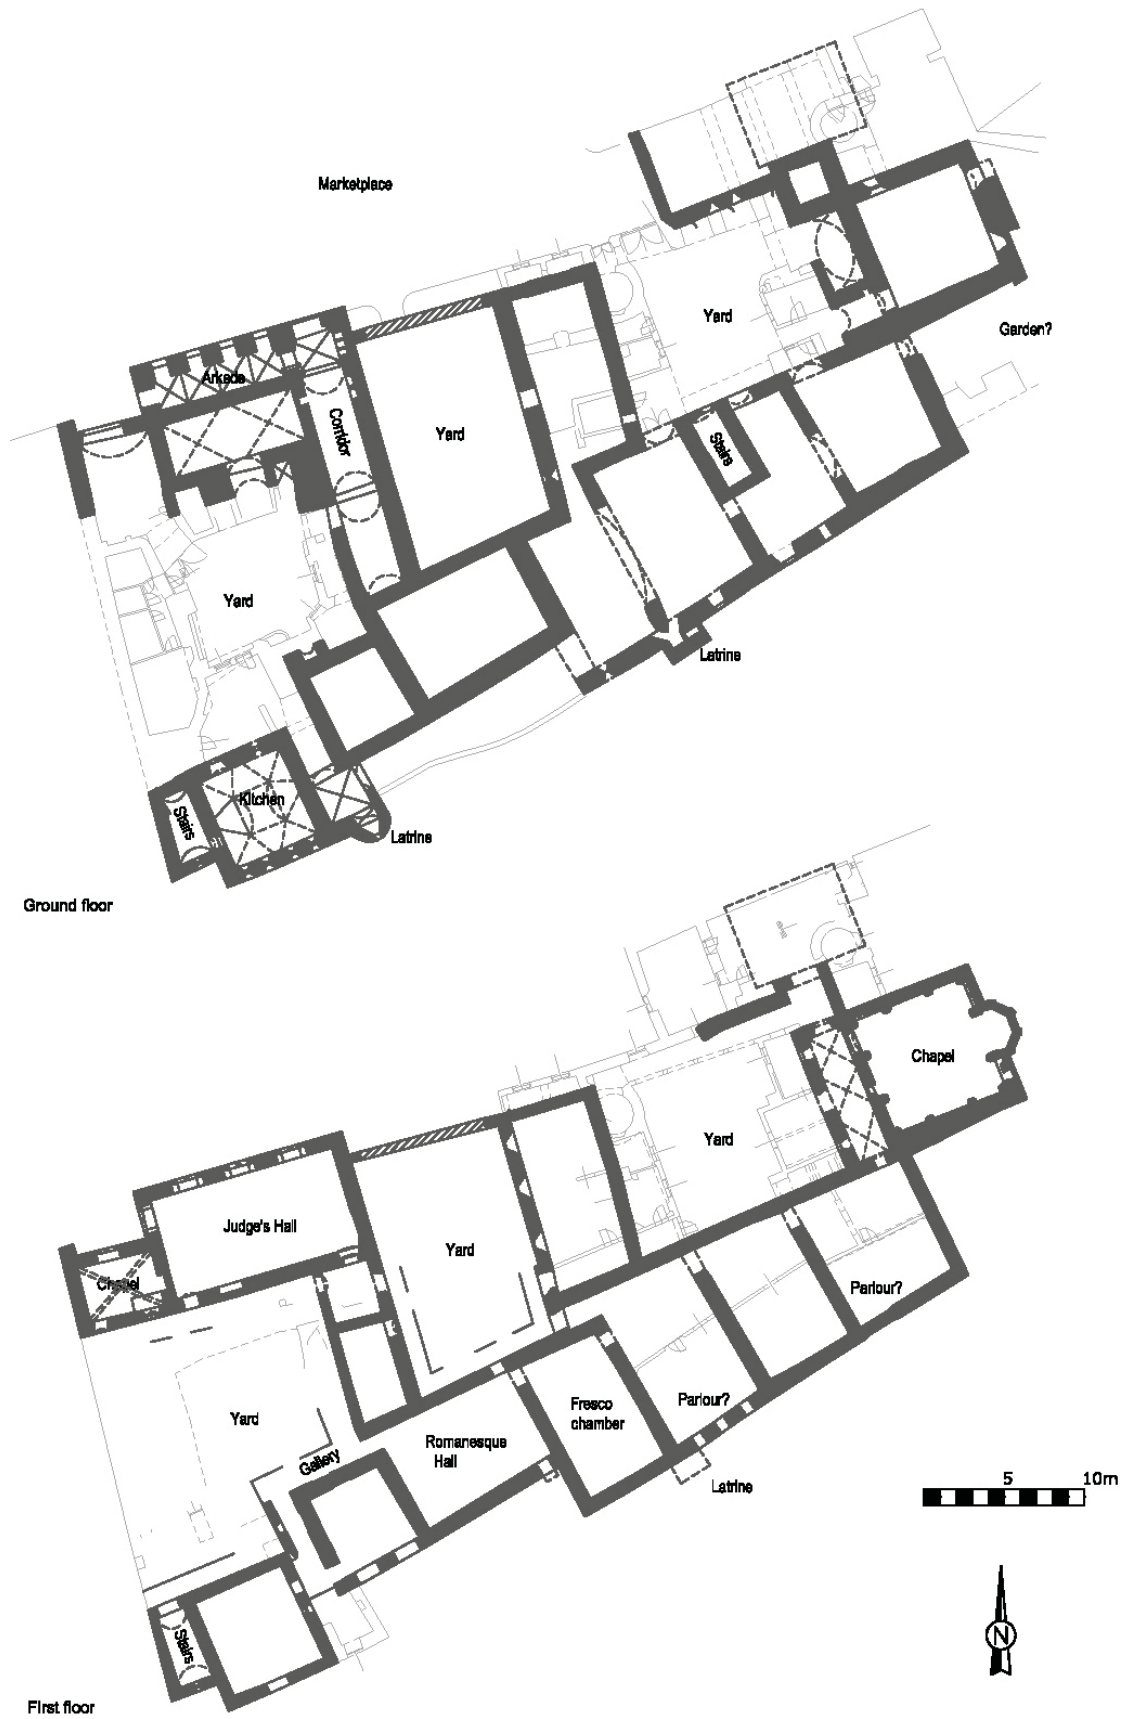 Marketplace
Yard
Garden?
Arkade
Corridor
Yard
Stairs
Yard
Latrine
Kitchen
Stairs
Latrine
Ground floor
Chapel
Yard
Judge's Hall
Yard
Chapel
Parlour?
Fresco
chamber
Parlour?
Yard
Romanesque
Hall
Gallery
Latrine
5
10m
Stairs
N
First floor